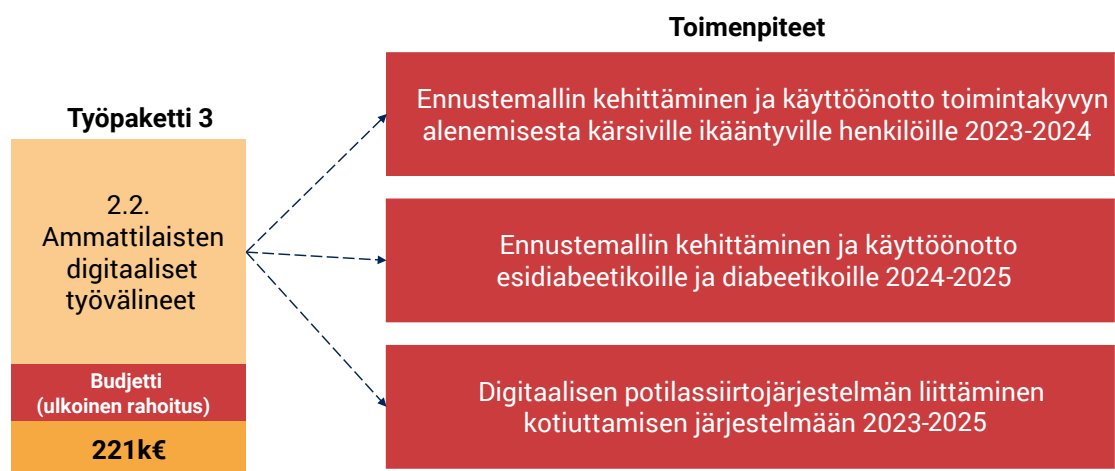 Toimenpiteet
Työpaketti 3
2.2.
Ammattilaisten
digitaaliset
työvälineet
Budjetti
(ulkoinen rahoitus)
221k€
Ennustemallin kehittäminen ja käyttöönotto toimintakyvyn
alenemisesta kärsiville ikääntyville henkilöille 2023-2024
Ennustemallin kehittäminen ja käyttöönotto
esidiabeetikoille ja diabeetikoille 2024-2025
Digitaalisen potilassiirtojärjestelmän liittäminen
kotiuttamisen järjestelmään 2023-2025